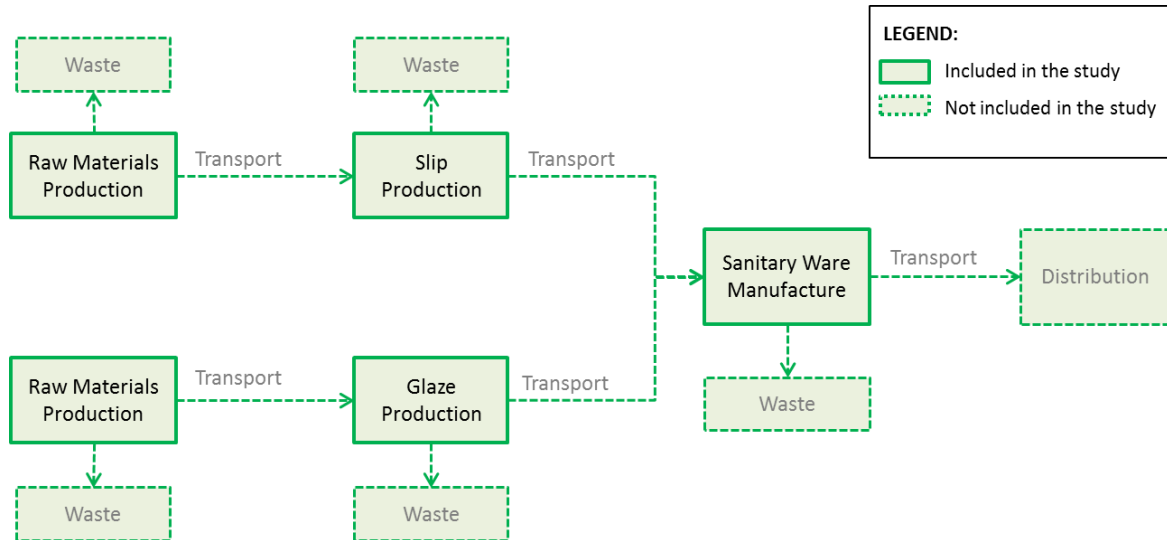 LEGEND:
Included in the study
Not included in the study
Waste
Waste
Raw Materials
Production
Transport
Slip
Production
Transport
Sanitary Ware
Manufacture
Transport
Distribution
Raw Materials
Production
Transport
Glaze
Production
Transport
Waste
Waste
Waste